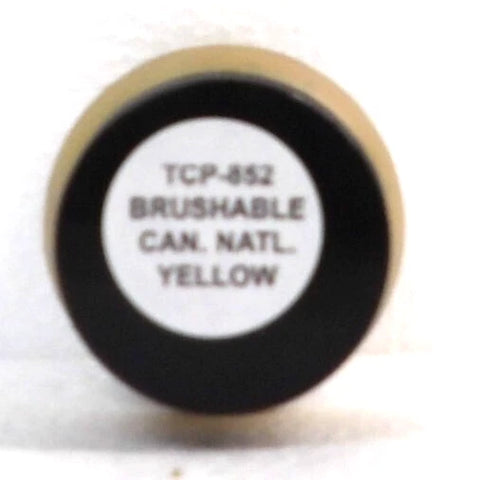 TCP-852
BRUSHABLE
CAN. NATL.
YELLOW